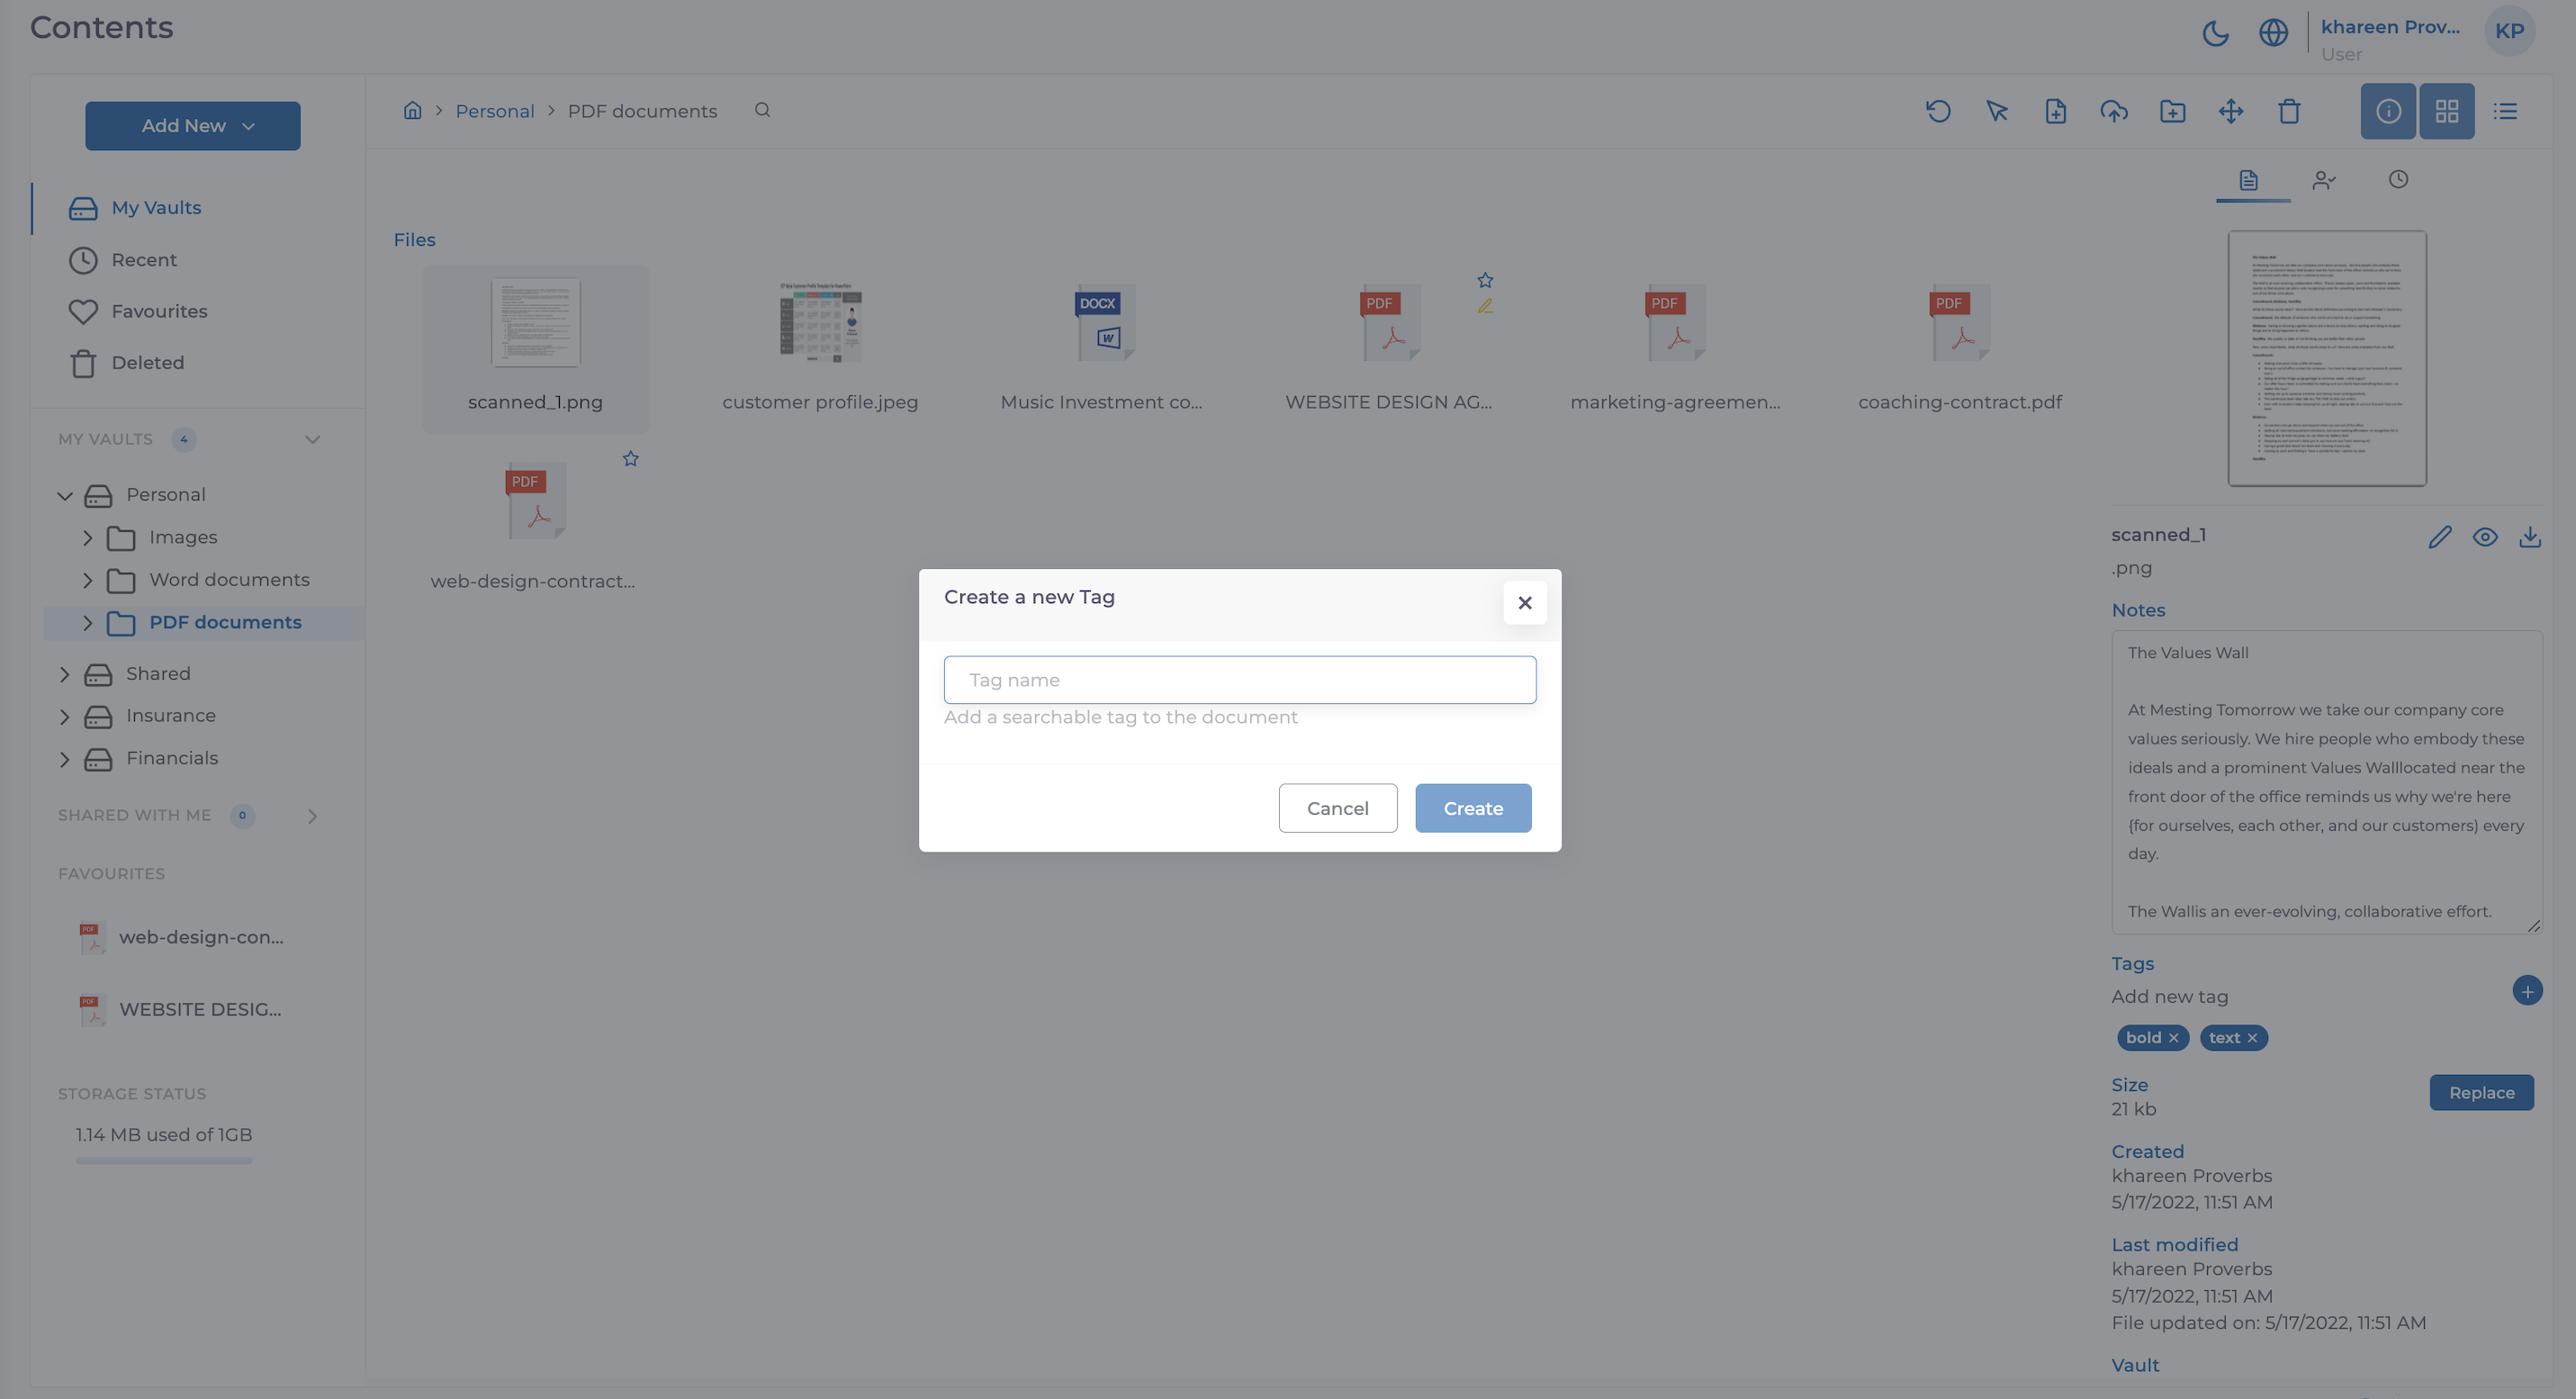 Contents
khareen Prov...
User
KP
Add New
Personal
PDF documents
My Vaults
Recent
Favourites
Deleted
MY VAULTS 4
Personal
Images
Word documents
PDF documents
Shared
Insurance
Financials
SHARED WITH ME 0
FAVOURITES
PDF
web-design-con...
PDF
WEBSITE DESIG...
STORAGE STATUS
1.14 MB used of 1GB
Files
scanned_1.png
customer profile.jpeg
DOCX
W
Music Investment co...
PDF
WEBSITE DESIGN AG...
PDF
marketing-agreemen...
PDF
coaching-contract.pdf
PDF
web-design-contract...
Create a new Tag
Tag name
Add a searchable tag to the document
Cancel
Create
scanned_1
.png
Notes
The Values Wall
At Mesting Tomorrow we take our company core
values seriously. We hire people who embody these
ideals and a prominent Values Walllocated near the
front door of the office reminds us why we're here
{for ourselves, each other, and our customers) every
day.
The Wallis an ever-evolving, collaborative effort.
Tags
Add new tag
bold ×
text ×
Size
21 kb
Replace
Created
khareen Proverbs
5/17/2022, 11:51 AM
Last modified
khareen Proverbs
5/17/2022, 11:51 AM
File updated on: 5/17/2022, 11:51 AM
Vault